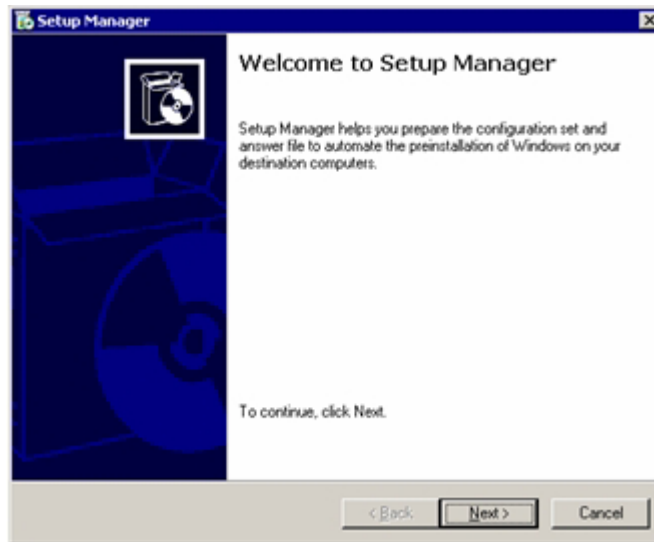 Setup Manager
Welcome to Setup Manager
Setup Manager helps you prepare the configuration set and
answer file to automate the preinstallation of Windows on your
destination computers.
To continue, click Next.
< Back
Next >
Cancel